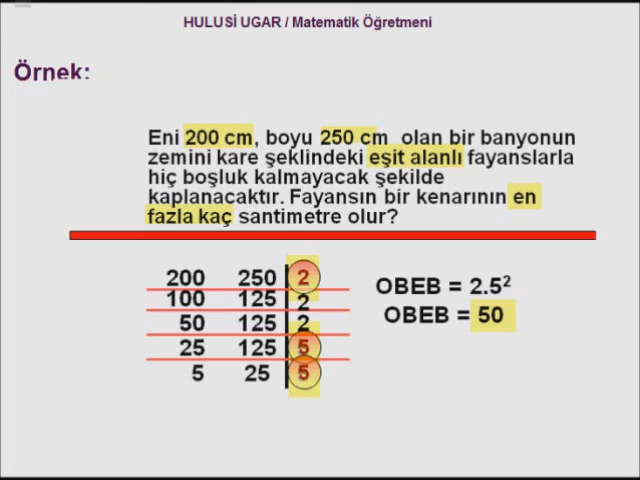 HULUSİ UGAR / Matematik Öğretmeni
Örnek:
Eni 200 cm, boyu 250 cm olan bir banyonun
zemini kare şeklindeki eşit alanlı fayanslarla
hiç boşluk kalmayacak şekilde
kaplanacaktır. Fayansın bir kenarının en
fazla kaç santimetre olur?
200 250 2
100 125 2
50 125 2
25 125 5
5 25 5
OBEB = 2.5²
OBEB = 50